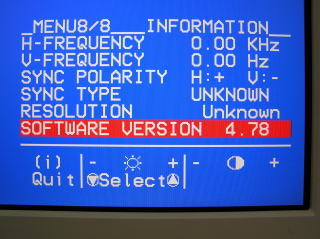 _MENU8/8___INFORMATION__
H-FREQUENCY 0.00 KHz
V-FREQUENCY 0.00 Hz
SYNC POLARITY H:+ V:-
SYNC TYPE UNKNOWN
RESOLUTION Unknown
SOFTWARE VERSION 4.78
(i) - + - +
Quit Select